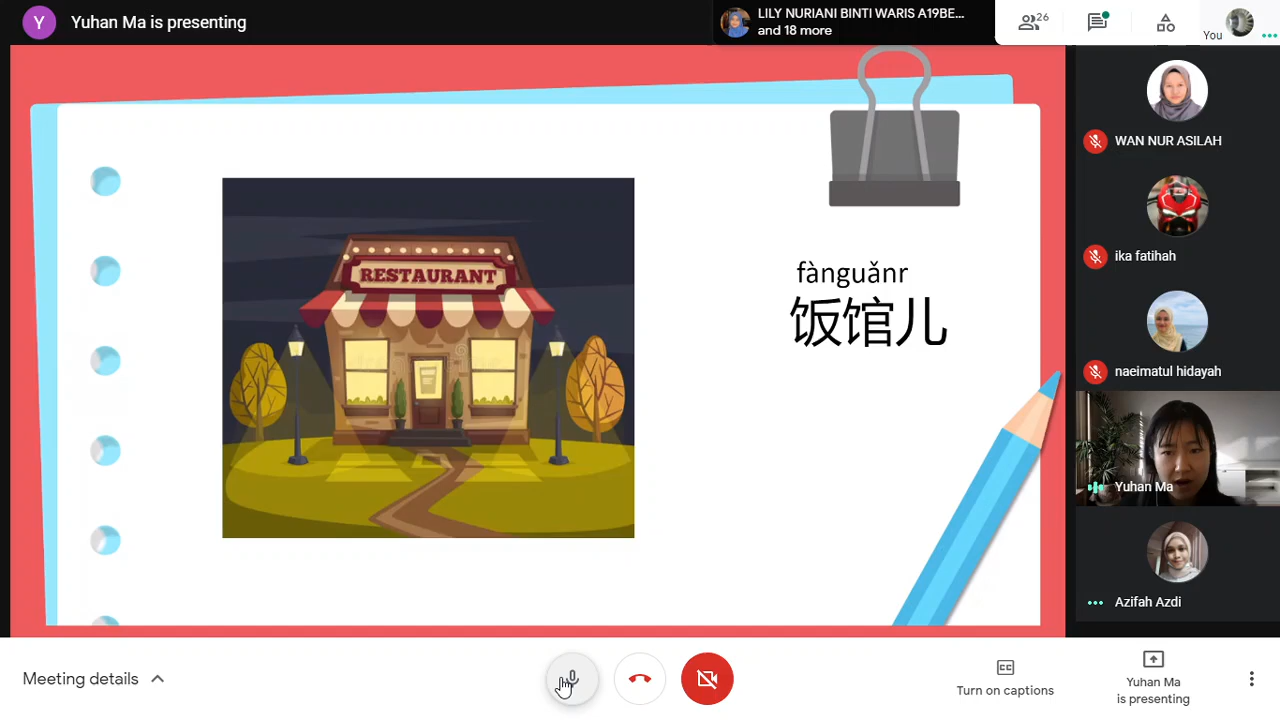 Y
Yuhan Ma is presenting
LILY NURIANI BINTI WARIS A19BE...
and 18 more
26
You
WAN NUR ASILAH
ika fatihah
naeimatul hidayah
Yuhan Ma
Azifah Azdi
RESTAURANT
fànguǎnr
饭馆儿
Meeting details
CC
Turn on captions
Yuhan Ma
is presenting